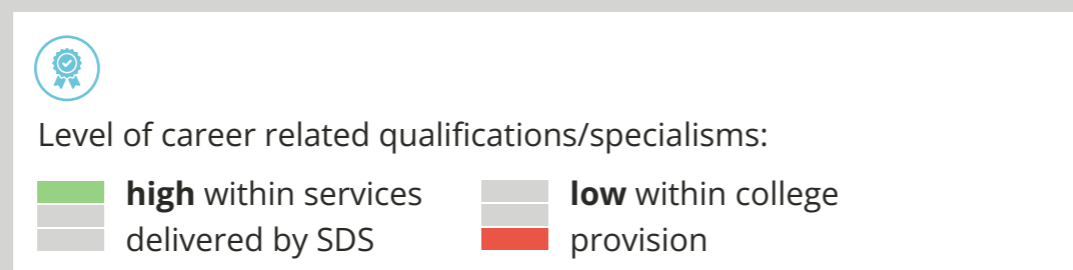 Level of career related qualifications/specialisms:
high within services
delivered by SDS
low within college
provision